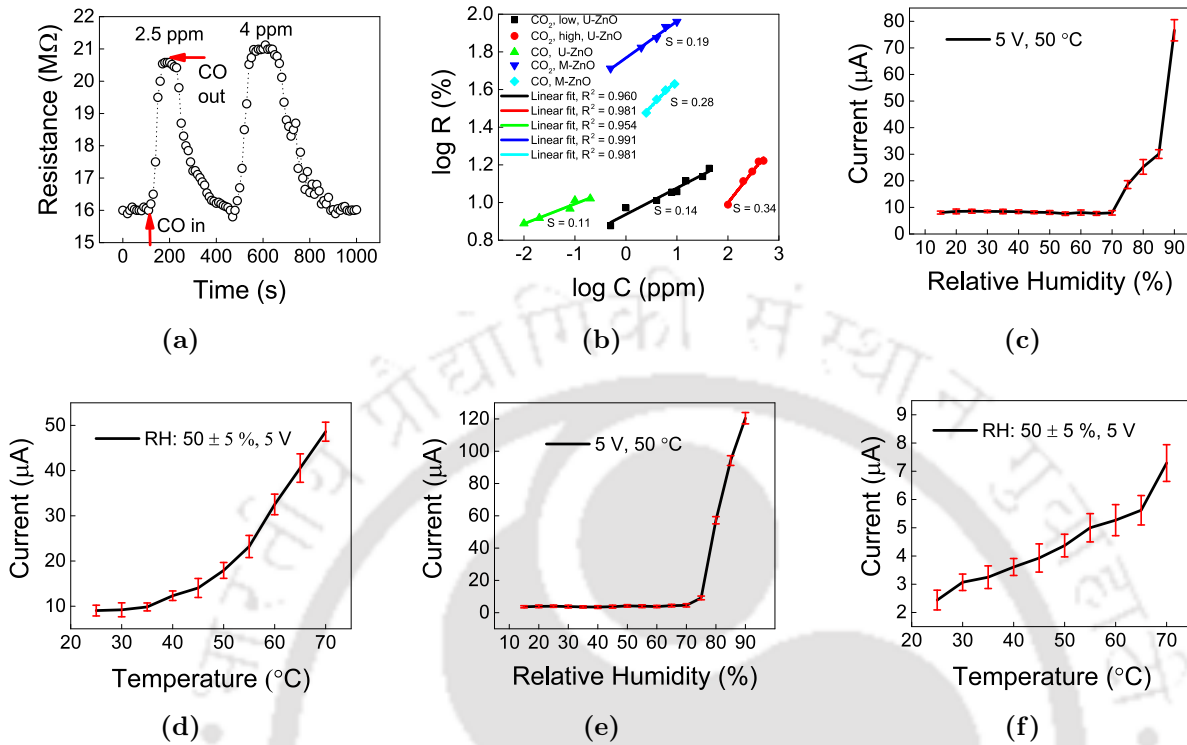 2.5 ppm
4 ppm
CO
out
CO in
22
21
20
19
18
17
16
15
0 200 400 600 800 1000
Resistance (MΩ)
Time (s)
(a)
CO₂, low, U-ZnO
CO₂, high, U-ZnO
CO, U-ZnO
CO₂, M-ZnO
CO, M-ZnO
Linear fit, R² = 0.960
Linear fit, R² = 0.981
Linear fit, R² = 0.954
Linear fit, R² = 0.991
Linear fit, R² = 0.981
S = 0.19
S = 0.28
S = 0.11
S = 0.14
S = 0.34
2.0
1.8
1.6
1.4
1.2
1.0
0.8
-2 -1 0 1 2 3
log R (%)
log C (ppm)
(b)
5 V, 50 °C
80
70
60
50
40
30
20
10
0
10 20 30 40 50 60 70 80 90
Current (μA)
Relative Humidity (%)
(c)
RH: 50 ± 5 %, 5 V
50
40
30
20
10
20 30 40 50 60 70
Current (μA)
Temperature (°C)
(d)
5 V, 50 °C
120
100
80
60
40
20
0
10 20 30 40 50 60 70 80 90
Current (μA)
Relative Humidity (%)
(e)
RH: 50 ± 5 %, 5 V
9
8
7
6
5
4
3
2
20 30 40 50 60 70
Current (μA)
Temperature (°C)
(f)